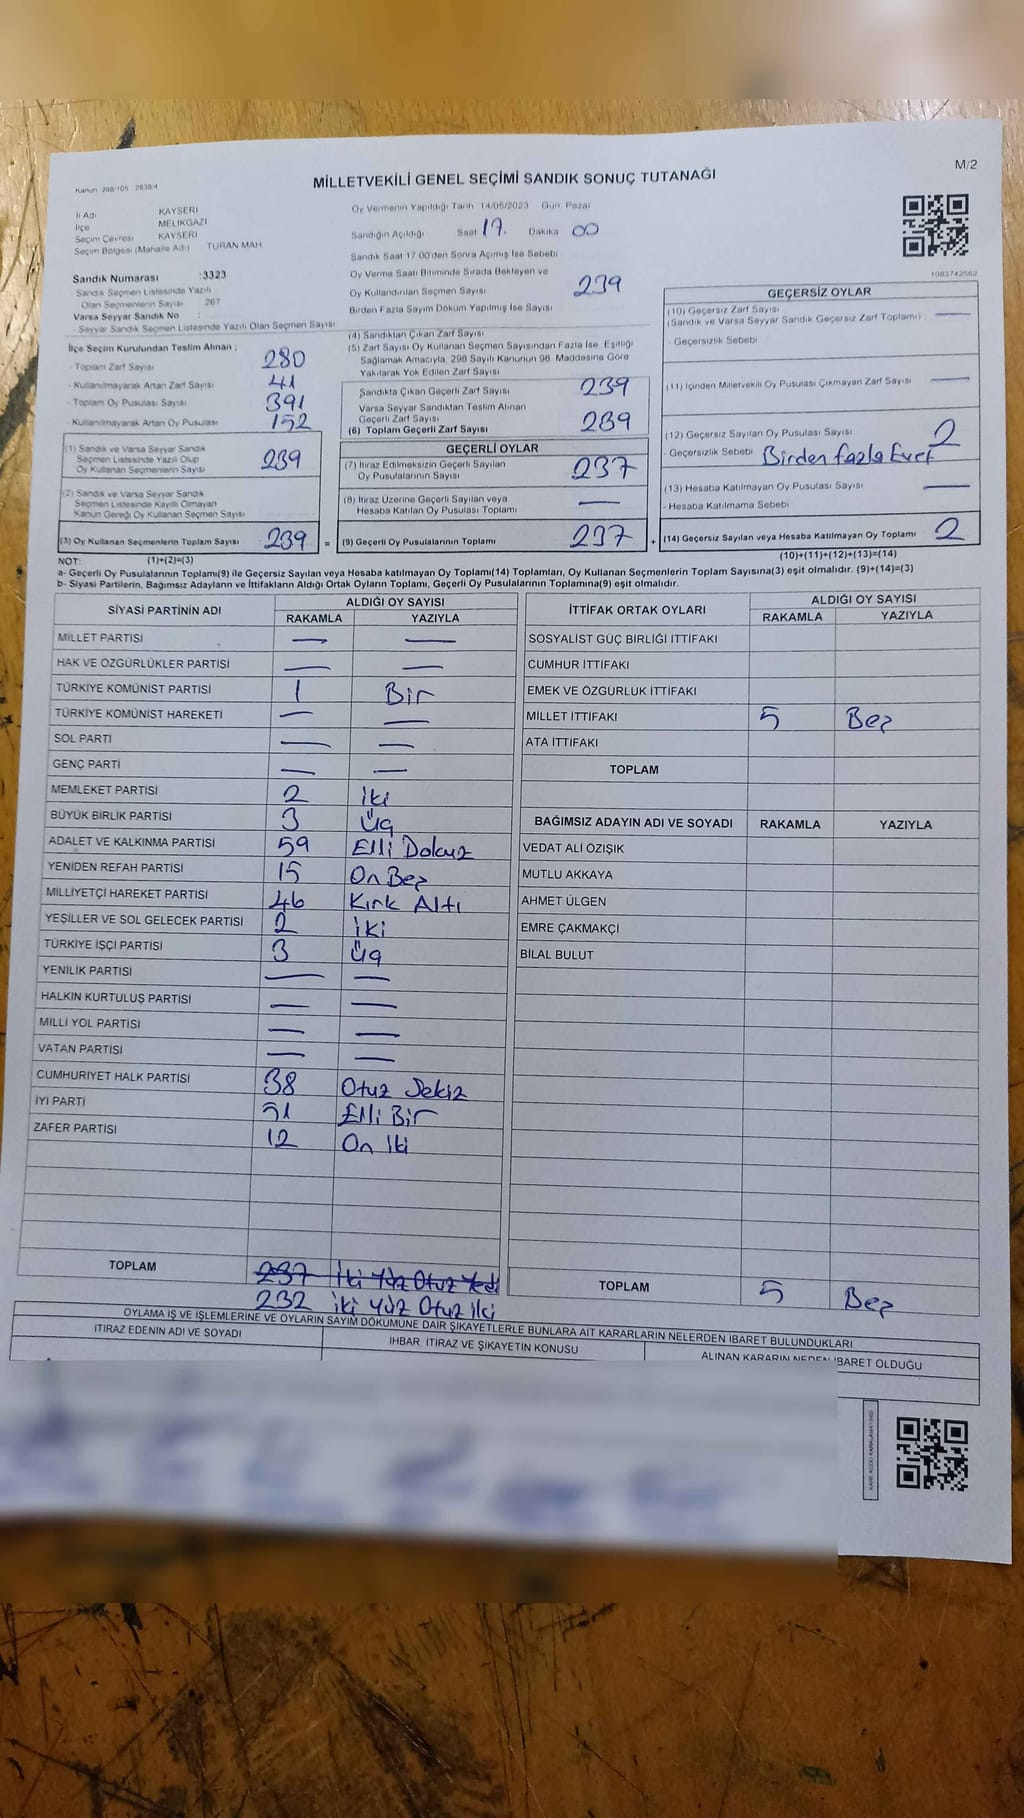 M/2
Kanun: 298/105 - 2839/4
MİLLETVEKİLİ GENEL SEÇİMİ SANDIK SONUÇ TUTANAĞI
İl Adı KAYSERİ
İlçe MELİKGAZİ
Seçim Çevresi KAYSERİ
Seçim Bölgesi (Mahalle Adı) TURAN MAH.
Sandık Numarası :3323
Sandık Seçmen Listesinde Yazılı
Olan Seçmenlerin Sayısı 267
Varsa Seyyar Sandık No :
- Seyyar Sandık Seçmen Listesinde Yazılı Olan Seçmen Sayısı
Oy Vermenin Yapıldığı Tarih 14/05/2023 Gün: Pazar
Sandığın Açıldığı Saat 17. Dakika 00
Sandık Saat 17:00'den Sonra Açımış İse Sebebi
Oy Verme Saati Bitiminde Sırada Bekleyen ve
Oy Kullandırılan Seçmen Sayısı 239
Birden Fazla Sayım Döküm Yapılmış İse Sayısı
1083742562
İlçe Seçim Kurulundan Teslim Alınan ;
- Toplam Zarf Sayısı 280
- Kullanılmayarak Artan Zarf Sayısı 41
- Toplam Oy Pusulası Sayısı 391
- Kullanılmayarak Artan Oy Pusulası 152
(1) Sandık ve Varsa Seyyar Sandık
Seçmen Listesinde Yazılı Olup
Oy Kullanan Seçmenlerin Sayısı 239
(2) Sandık ve Varsa Seyyar Sandık
Seçmen Listesinde Kayıtlı Olmayan
Kanun Gereği Oy Kullanan Seçmen Sayısı
(3) Oy Kullanan Seçmenlerin Toplam Sayısı 239 =
(4) Sandıktan Çıkan Zarf Sayısı
(5) Zarf Sayısı Oy Kullanan Seçmen Sayısından Fazla İse, Eşitliği
Sağlamak Amacıyla, 298 Sayılı Kanunun 98. Maddesine Göre
Yakılarak Yok Edilen Zarf Sayısı
Sandıkta Çıkan Geçerli Zarf Sayısı 239
Varsa Seyyar Sandıktan Teslim Alınan
Geçerli Zarf Sayısı
(6) Toplam Geçerli Zarf Sayısı 239
GEÇERLİ OYLAR
(7) İtiraz Edilmeksizin Geçerli Sayılan
Oy Pusulalarının Sayısı 237
(8) İtiraz Üzerine Geçerli Sayılan veya
Hesaba Katılan Oy Pusulası Toplamı —
(9) Geçerli Oy Pusulalarının Toplamı 237 +
GEÇERSİZ OYLAR
(10) Geçersiz Zarf Sayısı
(Sandık ve Varsa Seyyar Sandık Geçersiz Zarf Toplamı) —
- Geçersizlik Sebebi
(11) İçinden Milletvekili Oy Pusulası Çıkmayan Zarf Sayısı —
(12) Geçersiz Sayılan Oy Pusulası Sayısı 2
- Geçersizlik Sebebi Birden fazla Evet
(13) Hesaba Katılmayan Oy Pusulası Sayısı —
- Hesaba Katılmama Sebebi
(14) Geçersiz Sayılan veya Hesaba Katılmayan Oy Toplamı 2
NOT: (1)+(2)=(3)
(10)+(11)+(12)+(13)=(14)
a- Geçerli Oy Pusulalarının Toplamı(9) ile Geçersiz Sayılan veya Hesaba katılmayan Oy Toplamı(14) Toplamları, Oy Kullanan Seçmenlerin Toplam Sayısına(3) eşit olmalıdır. (9)+(14)=(3)
b- Siyasi Partilerin, Bağımsız Adayların ve İttifakların Aldığı Ortak Oyların Toplamı, Geçerli Oy Pusulalarının Toplamına(9) eşit olmalıdır.
SİYASİ PARTİNİN ADI ALDIĞI OY SAYISI
RAKAMLA YAZIYLA
MİLLET PARTİSİ — —
HAK VE ÖZGÜRLÜKLER PARTİSİ — —
TÜRKİYE KOMÜNİST PARTİSİ 1 Bir
TÜRKİYE KOMÜNİST HAREKETİ — —
SOL PARTİ — —
GENÇ PARTİ — —
MEMLEKET PARTİSİ 2 İki
BÜYÜK BİRLİK PARTİSİ 3 Üç
ADALET VE KALKINMA PARTİSİ 59 Elli Dokuz
YENİDEN REFAH PARTİSİ 15 On Beş
MİLLİYETÇİ HAREKET PARTİSİ 46 Kırk Altı
YEŞİLLER VE SOL GELECEK PARTİSİ 2 İki
TÜRKİYE İŞÇİ PARTİSİ 3 Üç
YENİLİK PARTİSİ — —
HALKIN KURTULUŞ PARTİSİ — —
MİLLİ YOL PARTİSİ — —
VATAN PARTİSİ — —
CUMHURİYET HALK PARTİSİ 38 Otuz Sekiz
İYİ PARTİ 51 Elli Bir
ZAFER PARTİSİ 12 On İki
TOPLAM 237 İki Yüz Otuz Yedi
232 İki yüz Otuz İki
İTTİFAK ORTAK OYLARI ALDIĞI OY SAYISI
RAKAMLA YAZIYLA
SOSYALİST GÜÇ BİRLİĞİ İTTİFAKI
CUMHUR İTTİFAKI
EMEK VE ÖZGÜRLÜK İTTİFAKI
MİLLET İTTİFAKI 5 Beş
ATA İTTİFAKI
TOPLAM
BAĞIMSIZ ADAYIN ADI VE SOYADI RAKAMLA YAZIYLA
VEDAT ALİ ÖZIŞIK
MUTLU AKKAYA
AHMET ÜLGEN
EMRE ÇAKMAKÇİ
BİLAL BULUT
TOPLAM 5 Beş
OYLAMA İŞ VE İŞLEMLERİNE VE OYLARIN SAYIM DÖKÜMÜNE DAİR ŞİKAYETLERLE BUNLARA AİT KARARLARIN NELERDEN İBARET BULUNDUKLARI
İTİRAZ EDENİN ADI VE SOYADI
İHBAR, İTİRAZ VE ŞİKAYETİN KONUSU
ALINAN KARARIN NEDEN İBARET OLDUĞU
KARE KODU KARALAMAYINIZ!